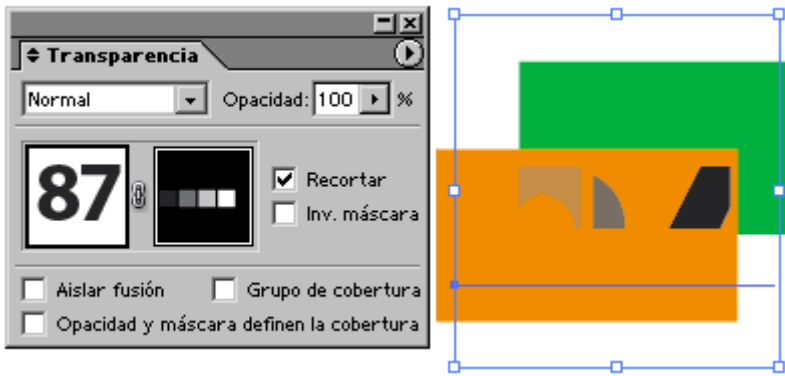 Transparencia
Normal Opacidad: 100 %
87
Recortar
Inv. máscara
Aislar fusión Grupo de cobertura
Opacidad y máscara definen la cobertura